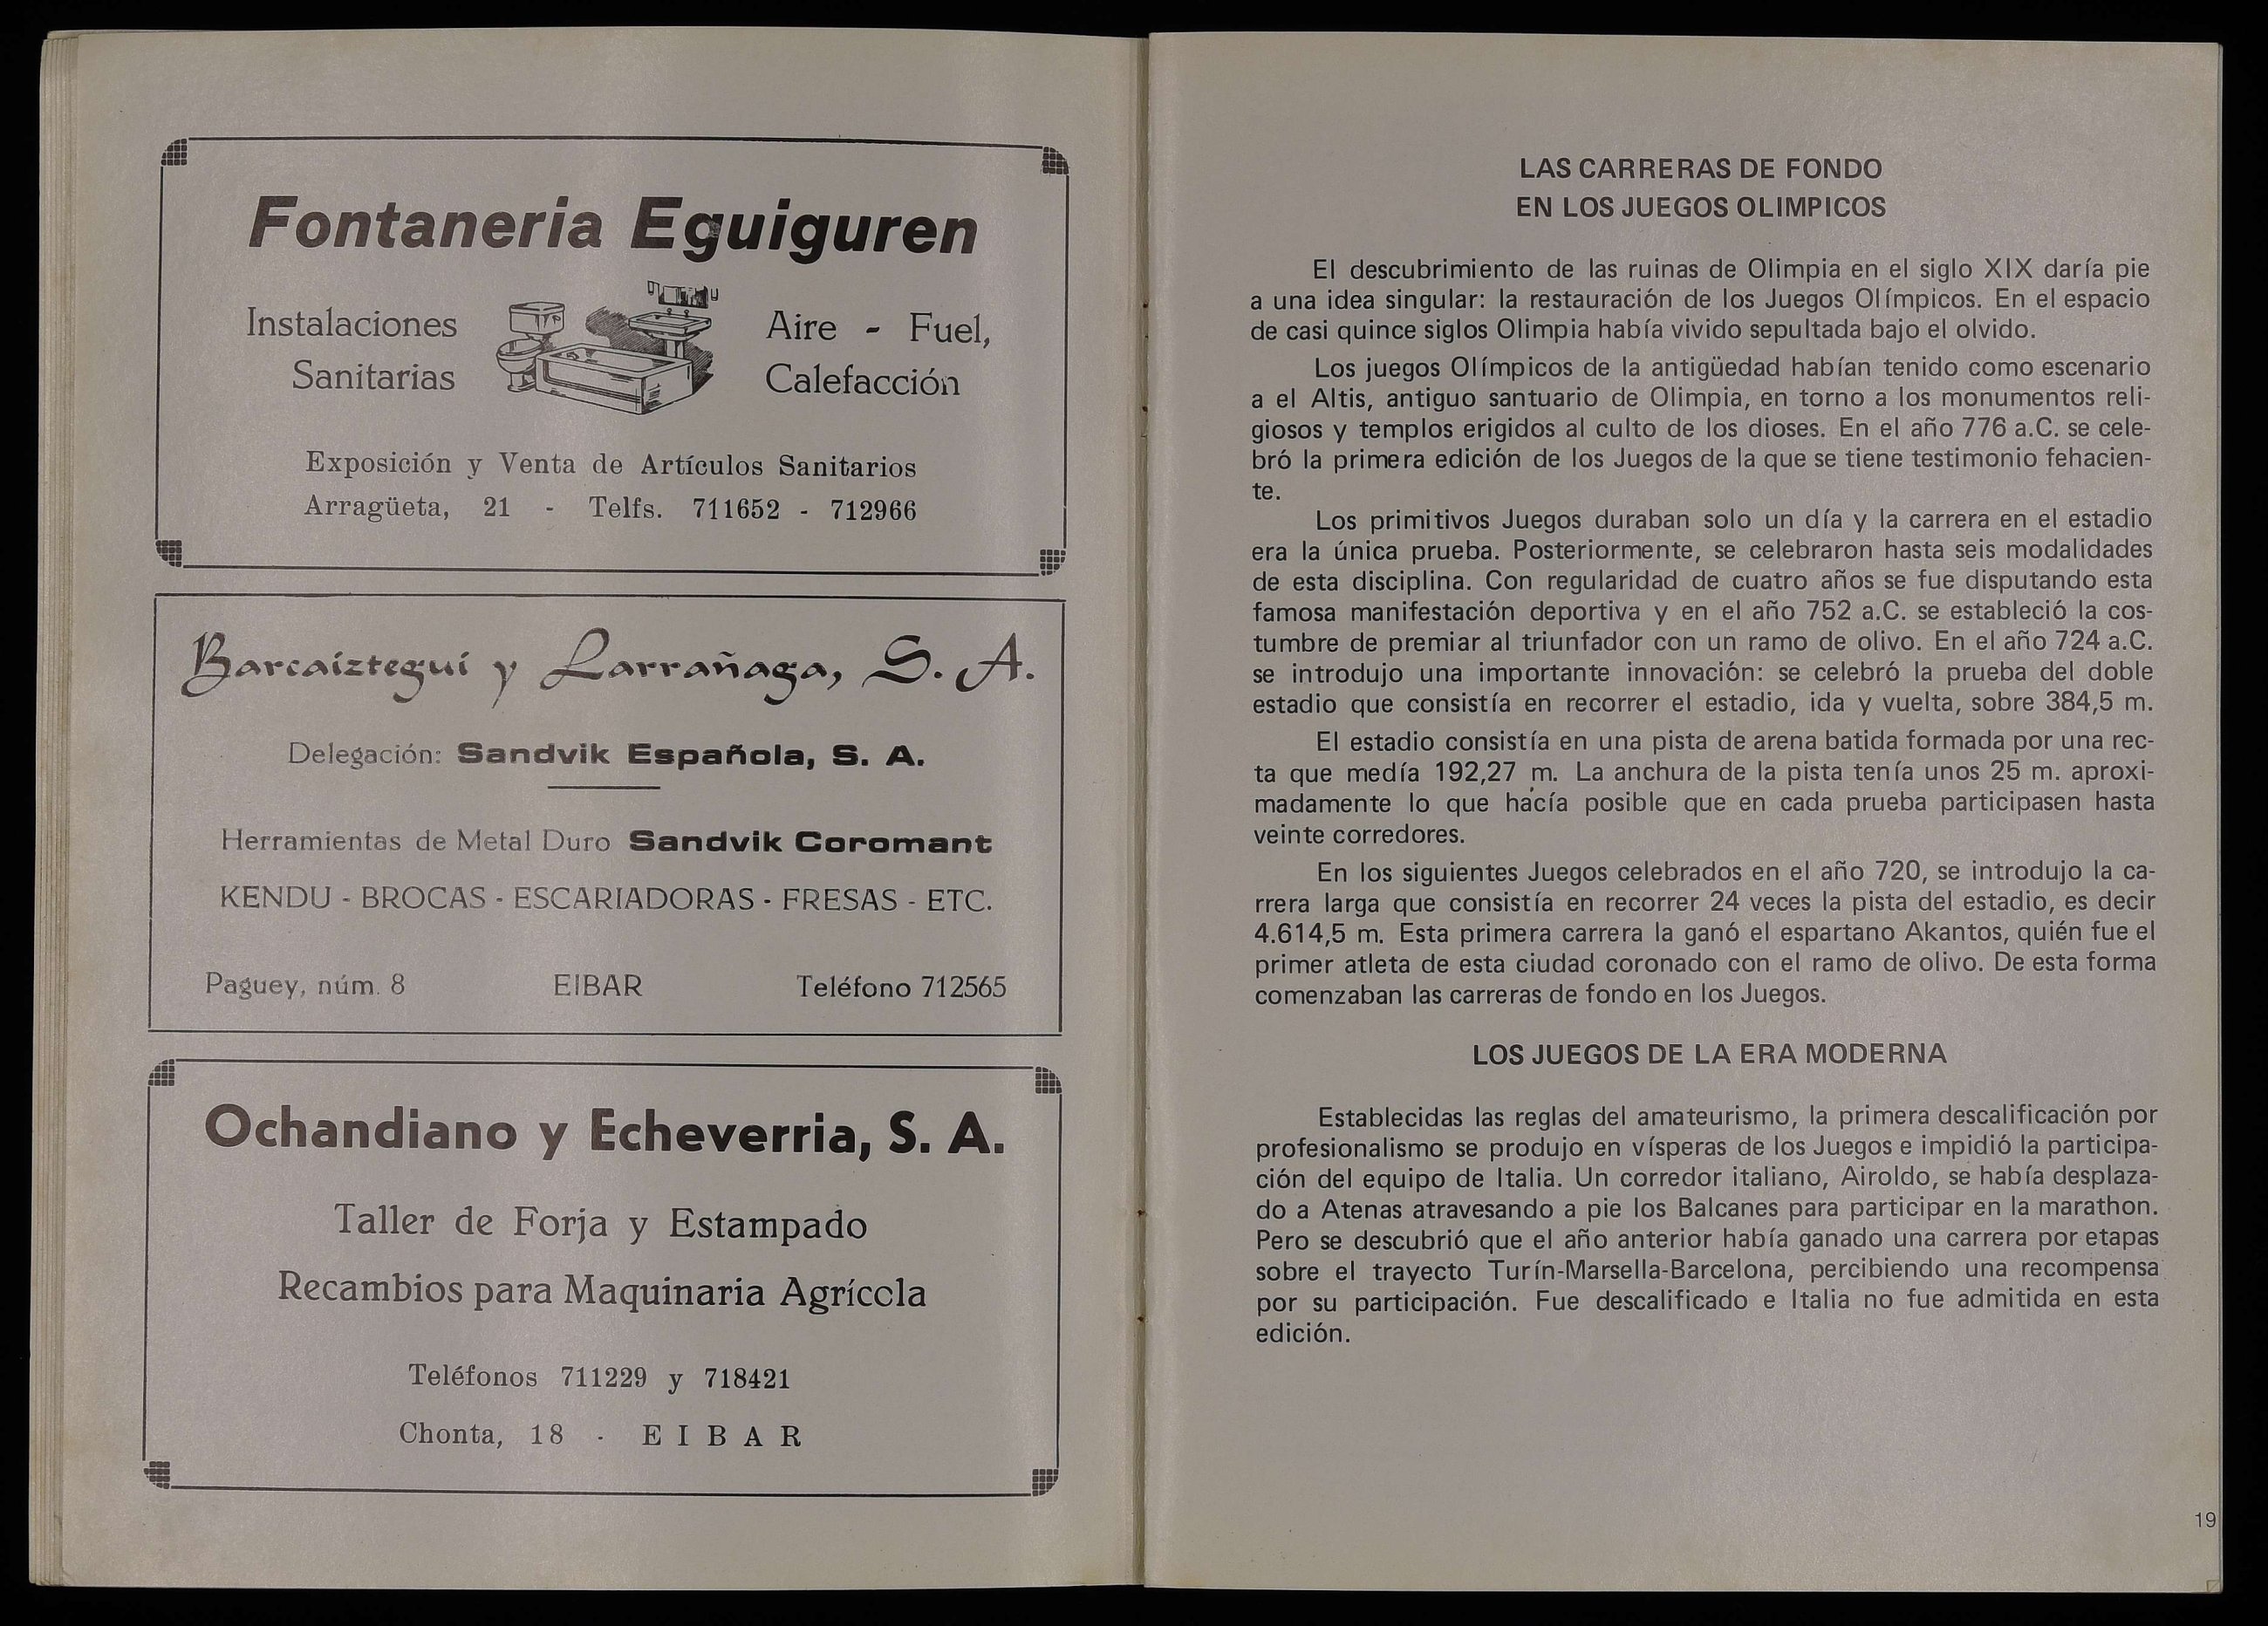 Fontaneria Eguiguren
Instalaciones
Sanitarias
Aire - Fuel,
Calefacción
Exposición y Venta de Artículos Sanitarios
Arragüeta, 21 - Telfs. 711652 - 712966
Barcaiztegui y Larrañaga, S. A.
Delegación: Sandvik Española, S. A.
Herramientas de Metal Duro Sandvik Coromant
KENDU - BROCAS - ESCARIADORAS - FRESAS - ETC.
Paguey, núm. 8 EIBAR Teléfono 712565
Ochandiano y Echeverria, S. A.
Taller de Forja y Estampado
Recambios para Maquinaria Agrícola
Teléfonos 711229 y 718421
Chonta, 18 - EIBAR
LAS CARRERAS DE FONDO
EN LOS JUEGOS OLIMPICOS
El descubrimiento de las ruinas de Olimpia en el siglo XIX daría pie
a una idea singular: la restauración de los Juegos Olímpicos. En el espacio
de casi quince siglos Olimpia había vivido sepultada bajo el olvido.
Los juegos Olímpicos de la antigüedad habían tenido como escenario
a el Altis, antiguo santuario de Olimpia, en torno a los monumentos reli-
giosos y templos erigidos al culto de los dioses. En el año 776 a.C. se cele-
bró la primera edición de los Juegos de la que se tiene testimonio fehacien-
te.
Los primitivos Juegos duraban solo un día y la carrera en el estadio
era la única prueba. Posteriormente, se celebraron hasta seis modalidades
de esta disciplina. Con regularidad de cuatro años se fue disputando esta
famosa manifestación deportiva y en el año 752 a.C. se estableció la cos-
tumbre de premiar al triunfador con un ramo de olivo. En el año 724 a.C.
se introdujo una importante innovación: se celebró la prueba del doble
estadio que consistía en recorrer el estadio, ida y vuelta, sobre 384,5 m.
El estadio consistía en una pista de arena batida formada por una rec-
ta que medía 192,27 m. La anchura de la pista tenía unos 25 m. aproxi-
madamente lo que hacía posible que en cada prueba participasen hasta
veinte corredores.
En los siguientes Juegos celebrados en el año 720, se introdujo la ca-
rrera larga que consistía en recorrer 24 veces la pista del estadio, es decir
4.614,5 m. Esta primera carrera la ganó el espartano Akantos, quién fue el
primer atleta de esta ciudad coronado con el ramo de olivo. De esta forma
comenzaban las carreras de fondo en los Juegos.
LOS JUEGOS DE LA ERA MODERNA
Establecidas las reglas del amateurismo, la primera descalificación por
profesionalismo se produjo en vísperas de los Juegos e impidió la participa-
ción del equipo de Italia. Un corredor italiano, Airoldo, se había desplaza-
do a Atenas atravesando a pie los Balcanes para participar en la marathon.
Pero se descubrió que el año anterior había ganado una carrera por etapas
sobre el trayecto Turín-Marsella-Barcelona, percibiendo una recompensa
por su participación. Fue descalificado e Italia no fue admitida en esta
edición.
19